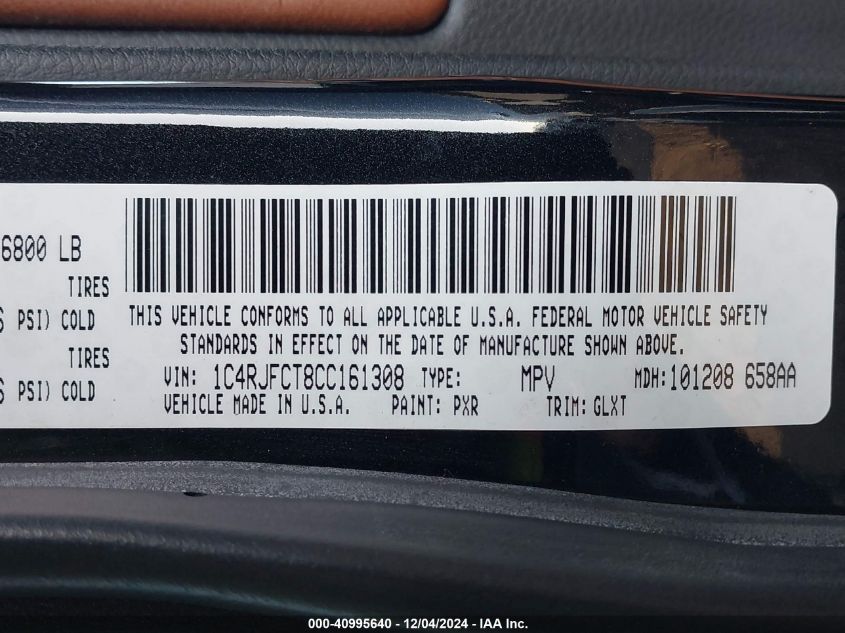 6800 LB
TIRES
PSI) COLD
TIRES
PSI) COLD
THIS VEHICLE CONFORMS TO ALL APPLICABLE U.S.A. FEDERAL MOTOR VEHICLE SAFETY
STANDARDS IN EFFECT ON THE DATE OF MANUFACTURE SHOWN ABOVE.
VIN: 1C4RJFCT8CC161308 TYPE: MPV MDH:101208 658AA
VEHICLE MADE IN U.S.A. PAINT: PXR TRIM: GLXT
000-40995640 - 12/04/2024 - IAA Inc.